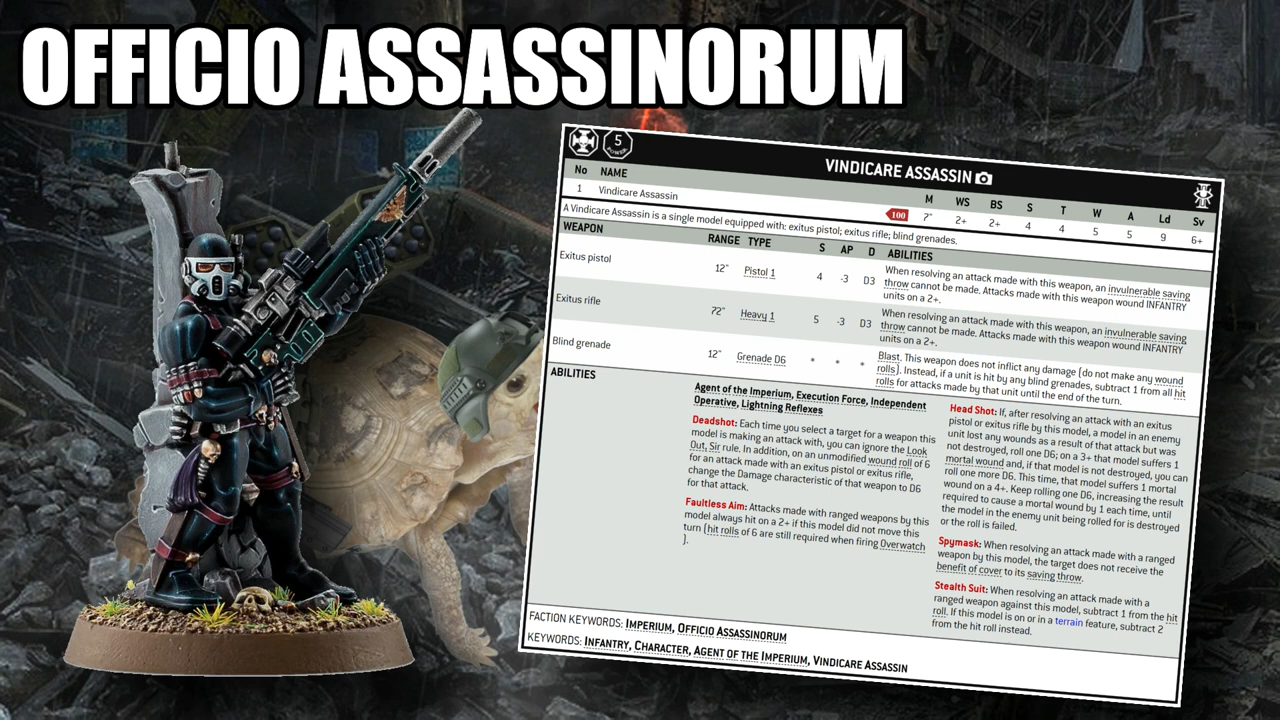 OFFICIO ASSASSINORUM
5
POWER
VINDICARE ASSASSIN
No NAME M WS BS S T W A Ld Sv
1 Vindicare Assassin 100 7" 2+ 2+ 4 4 5 5 9 6+
A Vindicare Assassin is a single model equipped with: exitus pistol; exitus rifle; blind grenades.
WEAPON RANGE TYPE S AP D ABILITIES
Exitus pistol 12" Pistol 1 4 -3 D3
When resolving an attack made with this weapon, an invulnerable saving
throw cannot be made. Attacks made with this weapon wound INFANTRY
units on a 2+.
Exitus rifle 72" Heavy 1 5 -3 D3
When resolving an attack made with this weapon, an invulnerable saving
throw cannot be made. Attacks made with this weapon wound INFANTRY
units on a 2+.
Blind grenade 12" Grenade D6 * * *
Blast. This weapon does not inflict any damage (do not make any wound
rolls). Instead, if a unit is hit by any blind grenades, subtract 1 from all hit
rolls for attacks made by that unit until the end of the turn.
ABILITIES
Agent of the Imperium, Execution Force, Independent
Operative, Lightning Reflexes
Deadshot: Each time you select a target for a weapon this
model is making an attack with, you can ignore the Look
Out, Sir rule. In addition, on an unmodified wound roll of 6
for an attack made with an exitus pistol or exitus rifle,
change the Damage characteristic of that weapon to D6
for that attack.
Faultless Aim: Attacks made with ranged weapons by this
model always hit on a 2+ if this model did not move this
turn (hit rolls of 6 are still required when firing Overwatch
).
Head Shot: If, after resolving an attack with an exitus
pistol or exitus rifle by this model, a model in an enemy
unit lost any wounds as a result of that attack but was
not destroyed, roll one D6; on a 3+ that model suffers 1
mortal wound and, if that model is not destroyed, you can
roll one more D6. This time, that model suffers 1 mortal
wound on a 4+. Keep rolling one D6, increasing the result
required to cause a mortal wound by 1 each time, until
the model in the enemy unit being rolled for is destroyed
or the roll is failed.
Spymask: When resolving an attack made with a ranged
weapon by this model, the target does not receive the
benefit of cover to its saving throw.
Stealth Suit: When resolving an attack made with a
ranged weapon against this model, subtract 1 from the hit
roll. If this model is on or in a terrain feature, subtract 2
from the hit roll instead.
FACTION KEYWORDS: IMPERIUM, OFFICIO ASSASSINORUM
KEYWORDS: INFANTRY, CHARACTER, AGENT OF THE IMPERIUM, VINDICARE ASSASSIN